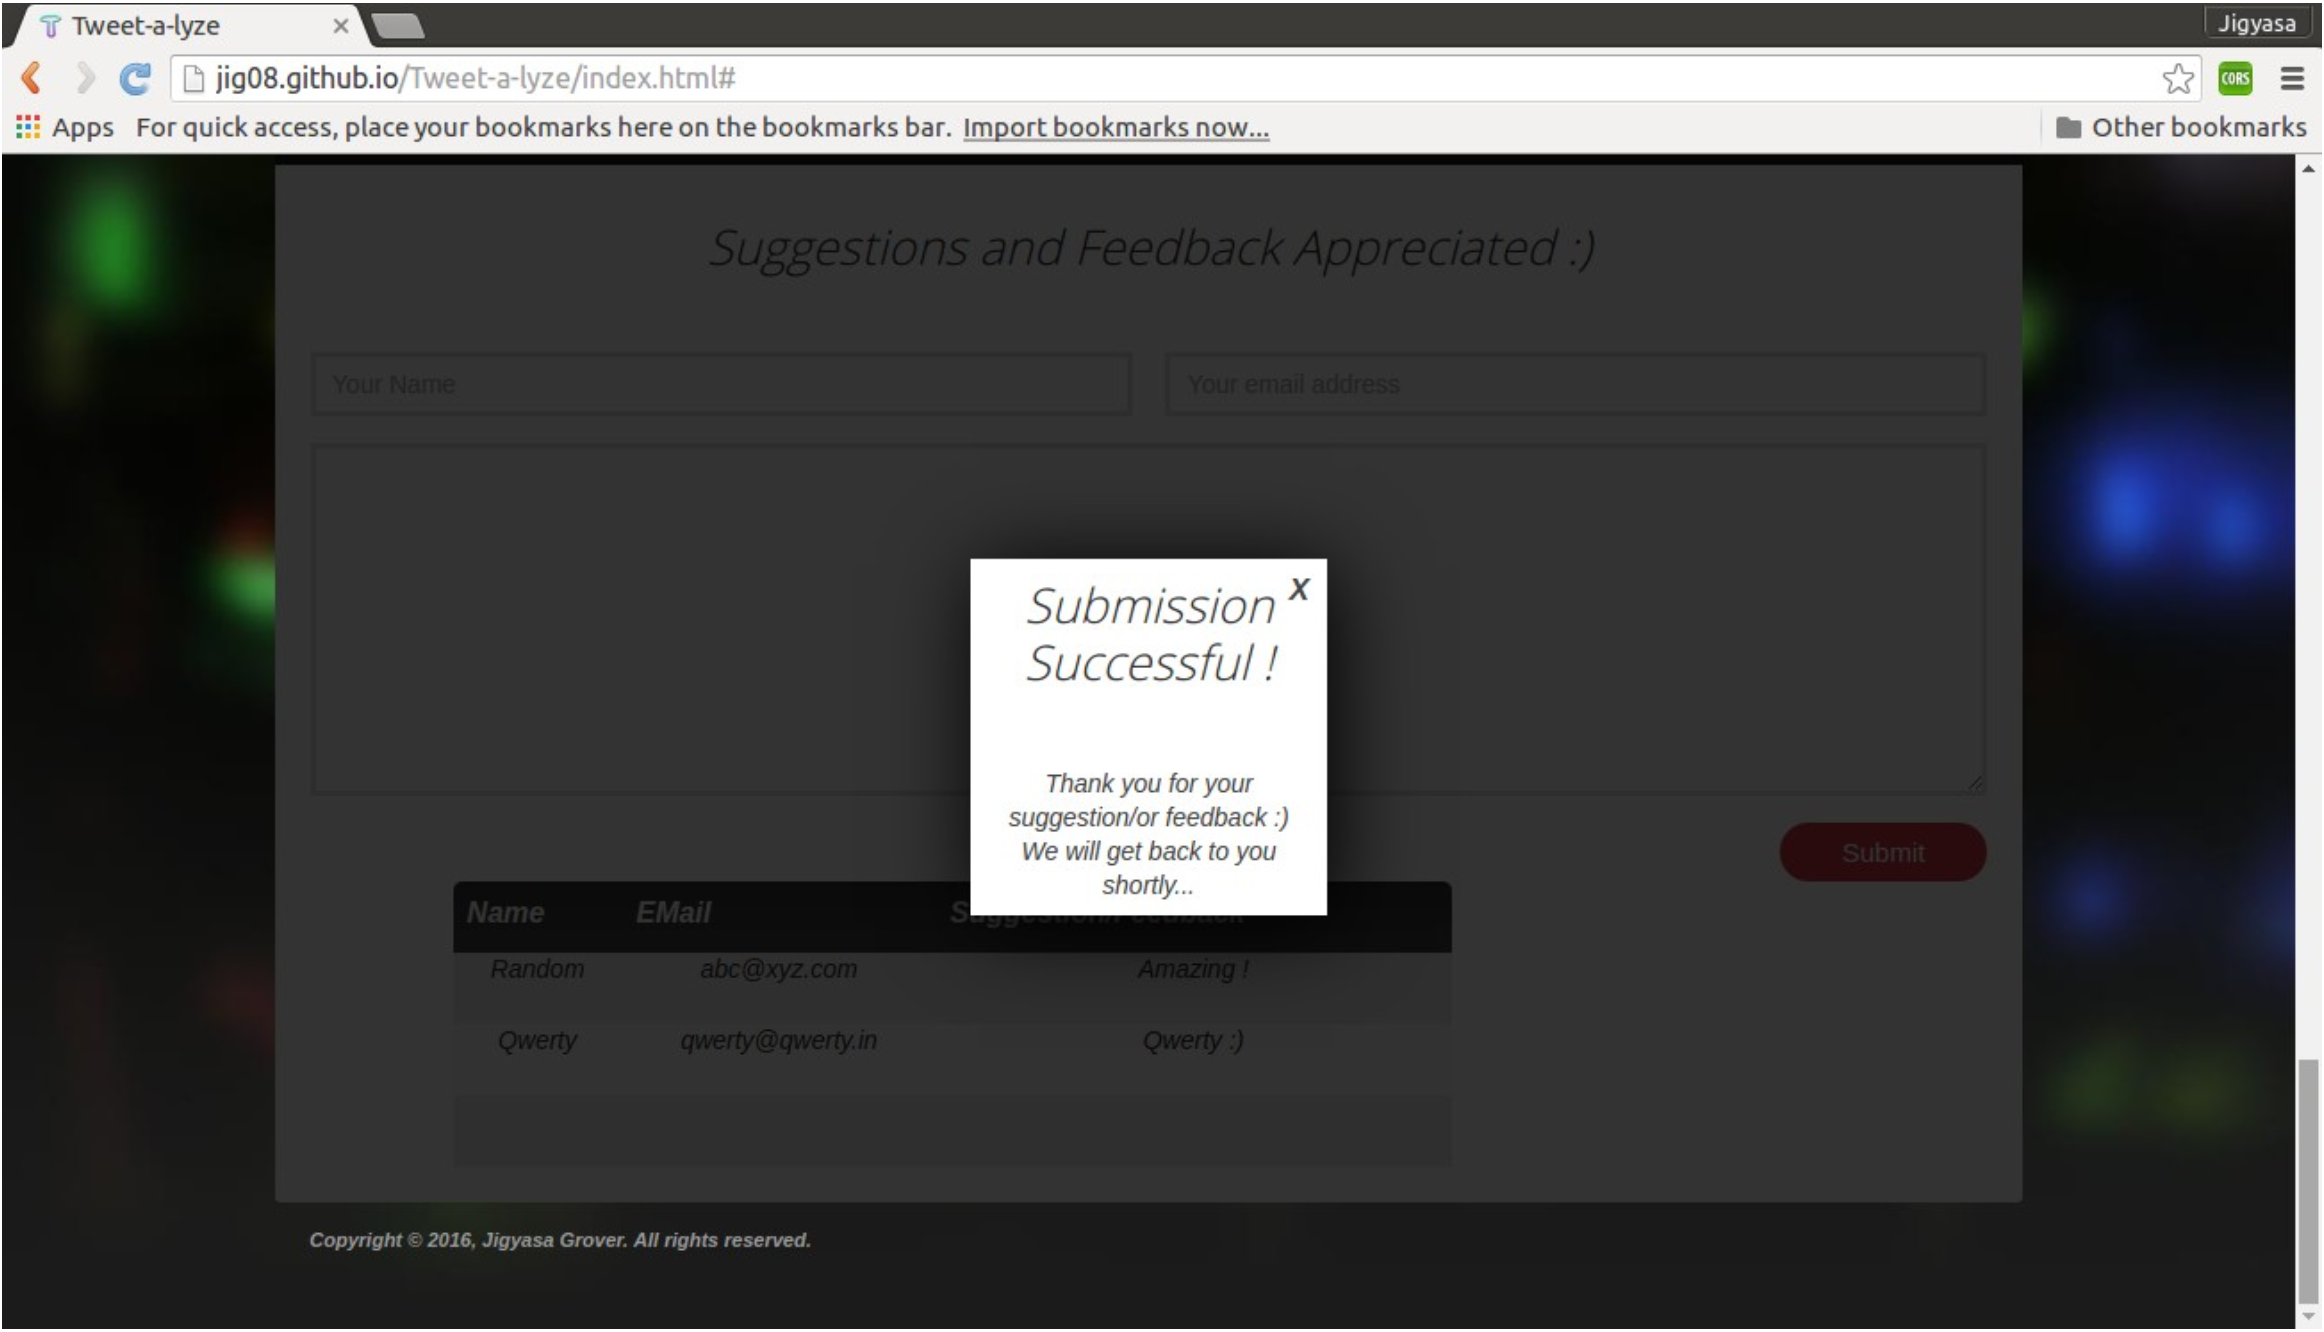 Tweet-a-lyze
Jigyasa
jig08.github.io/Tweet-a-lyze/index.html#
CORS
Apps For quick access, place your bookmarks here on the bookmarks bar. Import bookmarks now...
Other bookmarks
Suggestions and Feedback Appreciated :)
Your Name
Your email address
Submission
Successful !
X
Thank you for your
suggestion/or feedback :)
We will get back to you
shortly...
Submit
Name EMail
Random abc@xyz.com Amazing !
Qwerty qwerty@qwerty.in Qwerty :)
Copyright © 2016, Jigyasa Grover. All rights reserved.